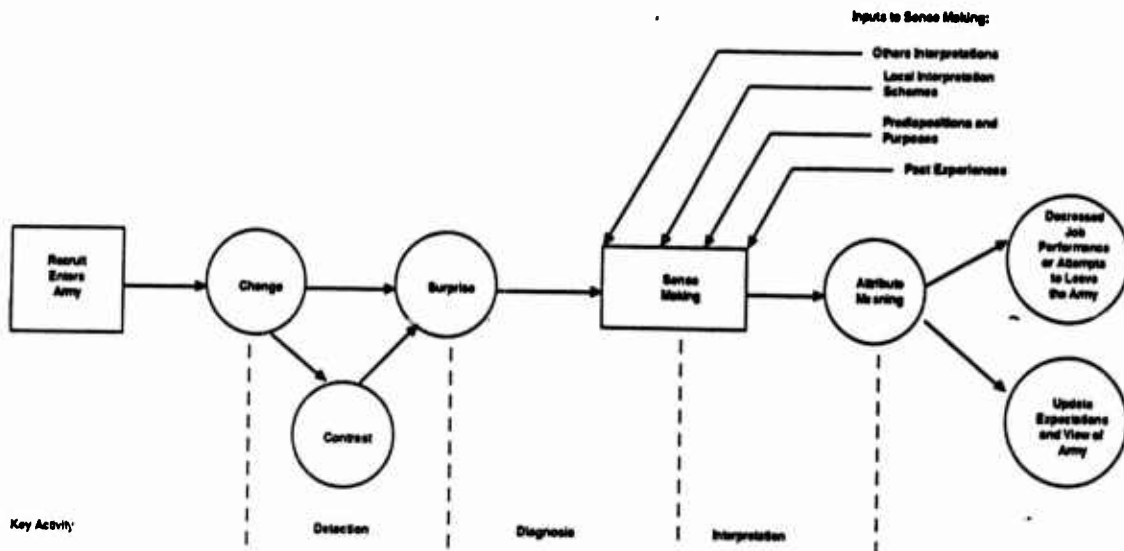 Inputs to Sense Making:
Others Interpretations
Local Interpretation
Schemes
Predispositions and
Purposes
Past Experiences
Recruit
Enters
Army
Change
Surprise
Contrast
Sense
Making
Attribute
Meaning
Decreased
Job
Performance
or Attempts
to Leave
the Army
Update
Expectations
and View of
Army
Key Activity
Detection
Diagnosis
Interpretation